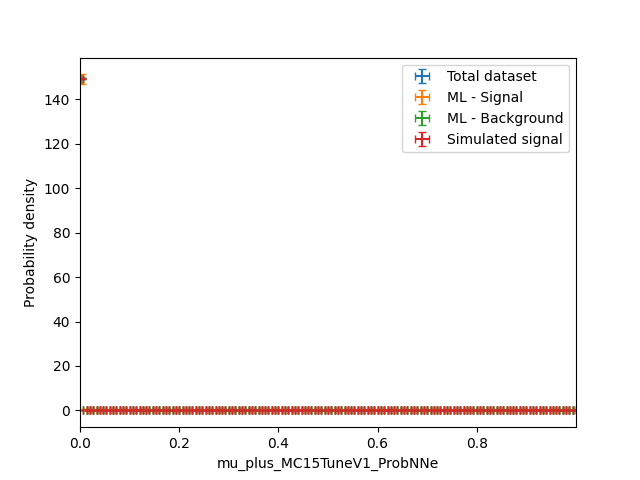 Total dataset
ML - Signal
ML - Background
Simulated signal
Probability density
140
120
100
80
60
40
20
0
0.0 0.2 0.4 0.6 0.8
mu_plus_MC15TuneV1_ProbNNe